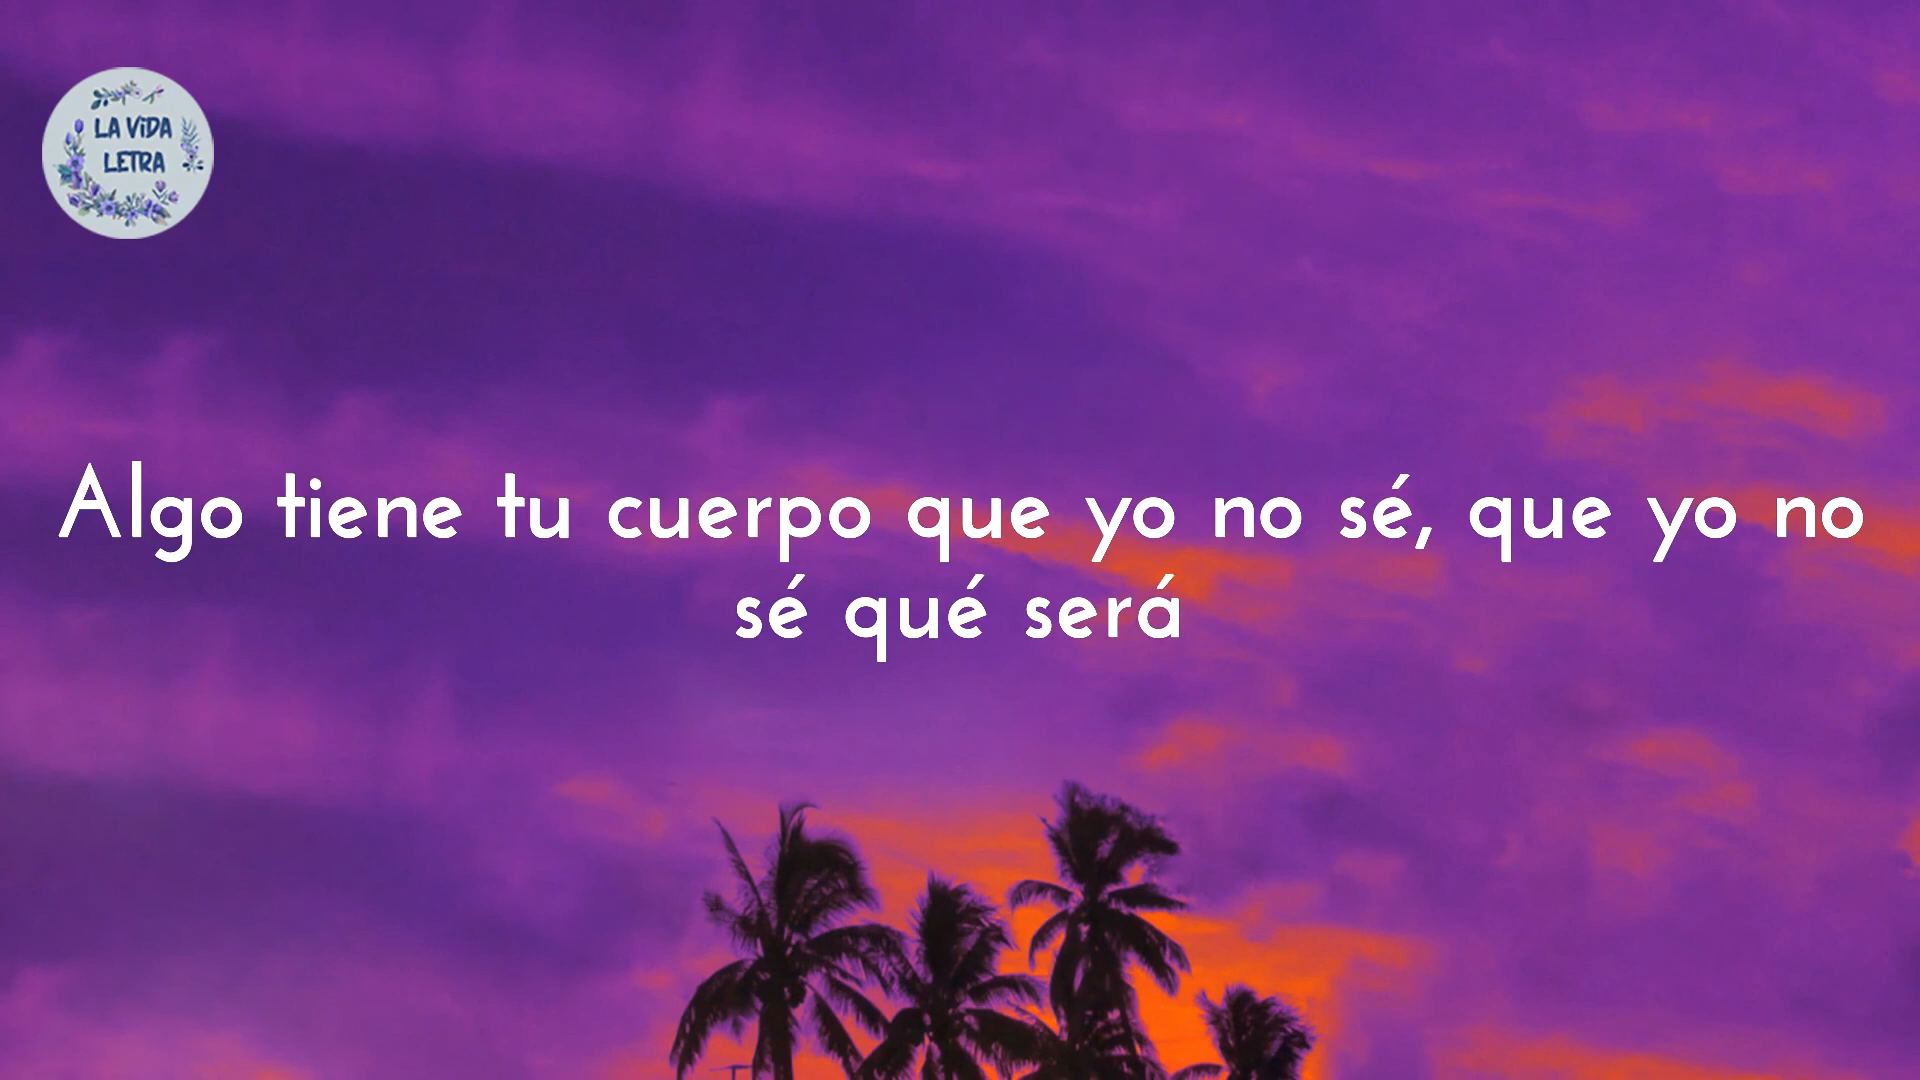 LA ViDA
LETRA
Algo tiene tu cuerpo que yo no sé, que yo no
sé qué será